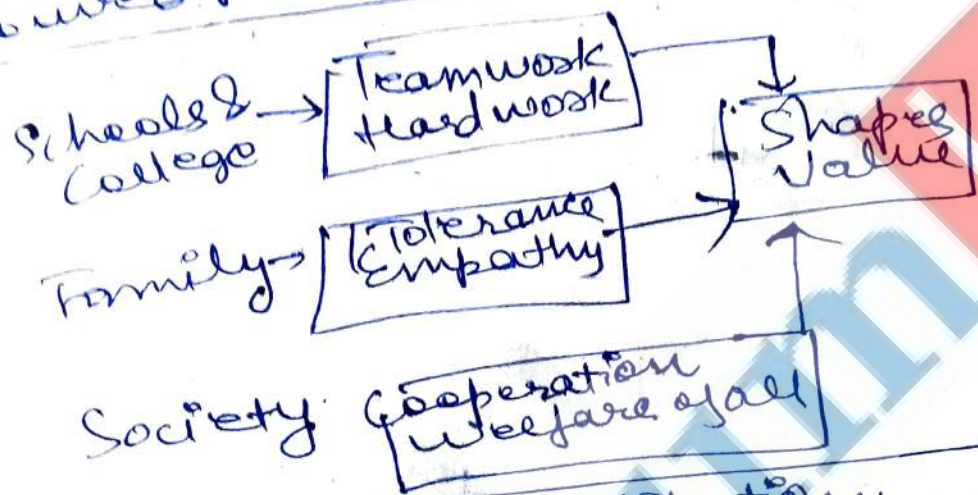 Schools &
College
Teamwork
Hardwork
Shapes
Value
Family
Tolerance
Empathy
Society
Cooperation
Welfare of all